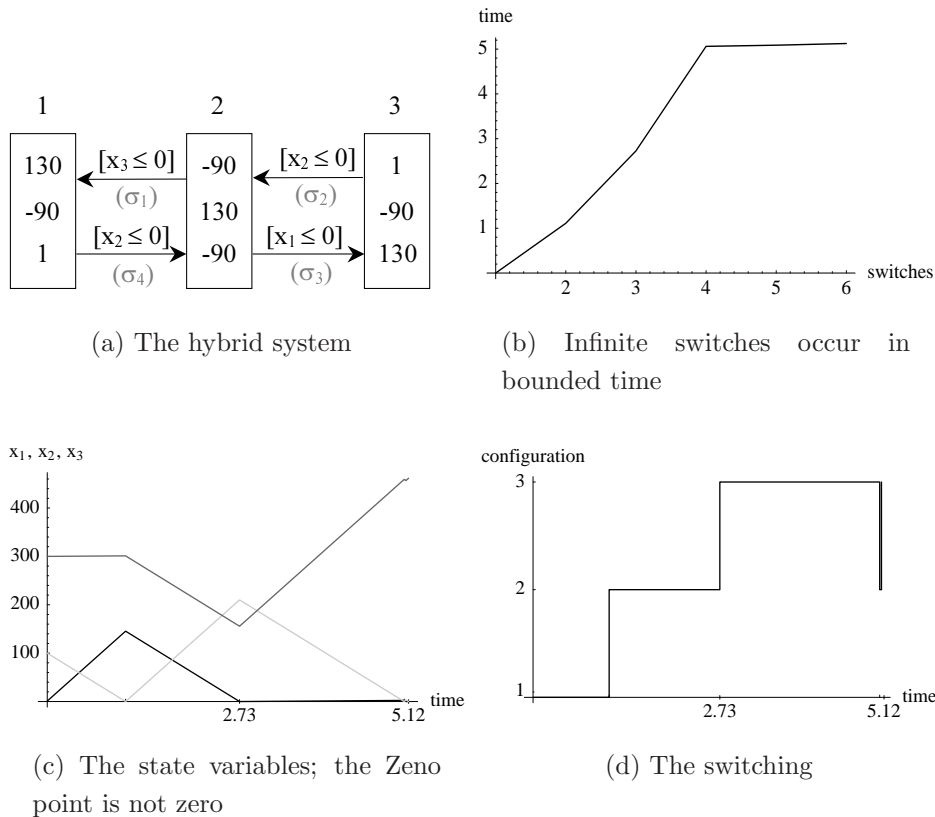 1 2 3
130 [x₃ ≤ 0] -90 [x₂ ≤ 0] 1
(σ₁) (σ₂)
-90 130 -90
1 [x₂ ≤ 0] -90 [x₁ ≤ 0] 130
(σ₄) (σ₃)
(a) The hybrid system
time
5
4
3
2
1
2 3 4 5 6
switches
(b) Infinite switches occur in
bounded time
x₁, x₂, x₃
400
300
200
100
2.73 5.12
time
(c) The state variables; the Zeno
point is not zero
configuration
3
2
1
2.73 5.12
time
(d) The switching